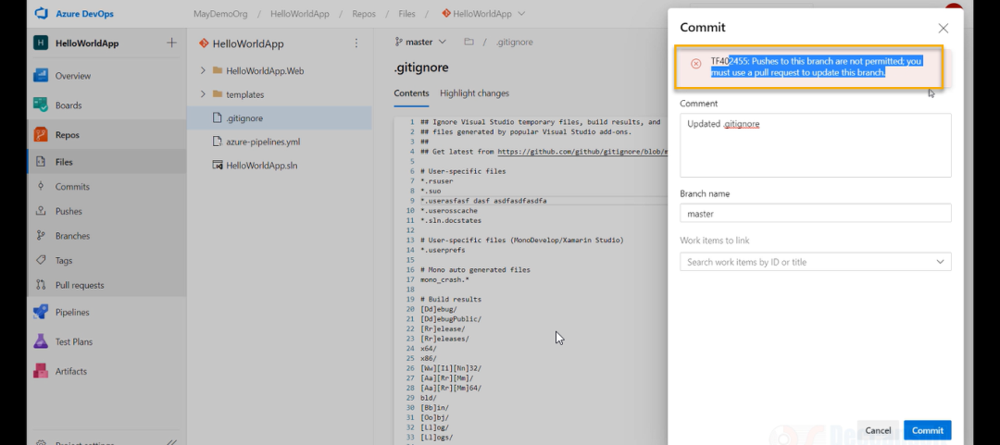 Azure DevOps
MayDemoOrg / HelloWorldApp / Repos / Files / HelloWorldApp
H HelloWorldApp
Overview
Boards
Repos
Files
Commits
Pushes
Branches
Tags
Pull requests
Pipelines
Test Plans
Artifacts
Project settings
HelloWorldApp
HelloWorldApp.Web
templates
.gitignore
azure-pipelines.yml
HelloWorldApp.sln
master / .gitignore
.gitignore
Contents Highlight changes
1 ## Ignore Visual Studio temporary files, build results, and
2 ## files generated by popular Visual Studio add-ons.
3 ##
4 ## Get latest from https://github.com/github/gitignore/blob/m
5
6 # User-specific files
7 *.rsuser
8 *.suo
9 *.userasfasf dasf asdfasdfasdfa
10 *.userosscache
11 *.sln.docstates
12
13 # User-specific files (MonoDevelop/Xamarin Studio)
14 *.userprefs
15
16 # Mono auto generated files
17 mono_crash.*
18
19 # Build results
20 [Dd]ebug/
21 [Dd]ebugPublic/
22 [Rr]elease/
23 [Rr]eleases/
24 x64/
25 x86/
26 [Ww][Ii][Nn]32/
27 [Aa][Rr][Mm]/
28 [Aa][Rr][Mm]64/
29 bld/
30 [Bb]in/
31 [Oo]bj/
32 [Ll]og/
33 [Ll]ogs/
Commit
TF402455: Pushes to this branch are not permitted; you
must use a pull request to update this branch.
Comment
Updated .gitignore
Branch name
master
Work items to link
Search work items by ID or title
Cancel Commit